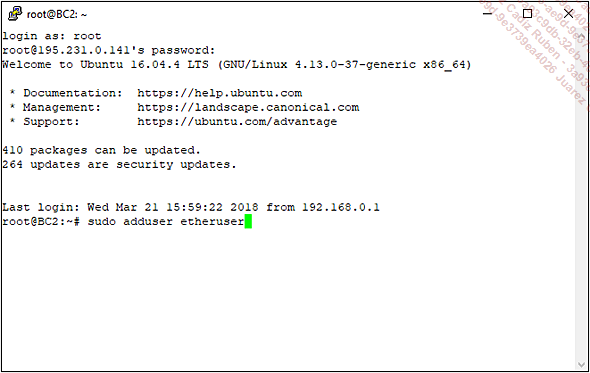 root@BC2: ~
login as: root
root@195.231.0.141's password:
Welcome to Ubuntu 16.04.4 LTS (GNU/Linux 4.13.0-37-generic x86_64)
* Documentation: https://help.ubuntu.com
* Management: https://landscape.canonical.com
* Support: https://ubuntu.com/advantage
410 packages can be updated.
264 updates are security updates.
Last login: Wed Mar 21 15:59:22 2018 from 192.168.0.1
root@BC2:~# sudo adduser etheruser